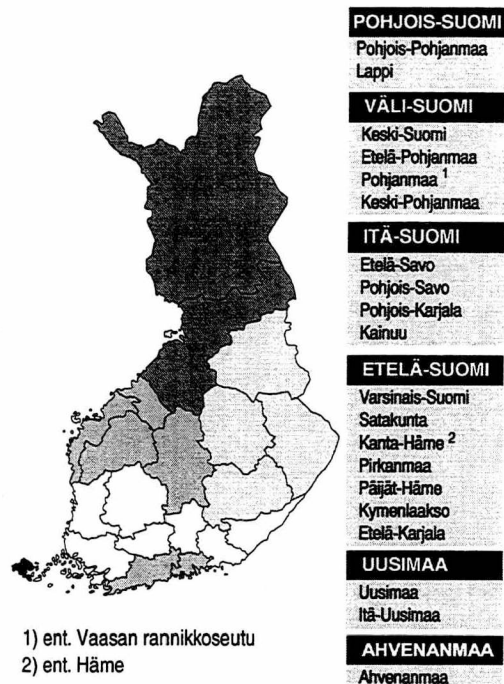 POHJOIS-SUOMI
Pohjois-Pohjanmaa
Lappi
VÄLI-SUOMI
Keski-Suomi
Etelä-Pohjanmaa
Pohjanmaa 1
Keski-Pohjanmaa
ITÄ-SUOMI
Etelä-Savo
Pohjois-Savo
Pohjois-Karjala
Kainuu
ETELÄ-SUOMI
Varsinais-Suomi
Satakunta
Kanta-Häme 2
Pirkanmaa
Päijät-Häme
Kymenlaakso
Etelä-Karjala
UUSIMAA
Uusimaa
Itä-Uusimaa
AHVENANMAA
Ahvenanmaa
1) ent. Vaasan rannikkoseutu
2) ent. Häme